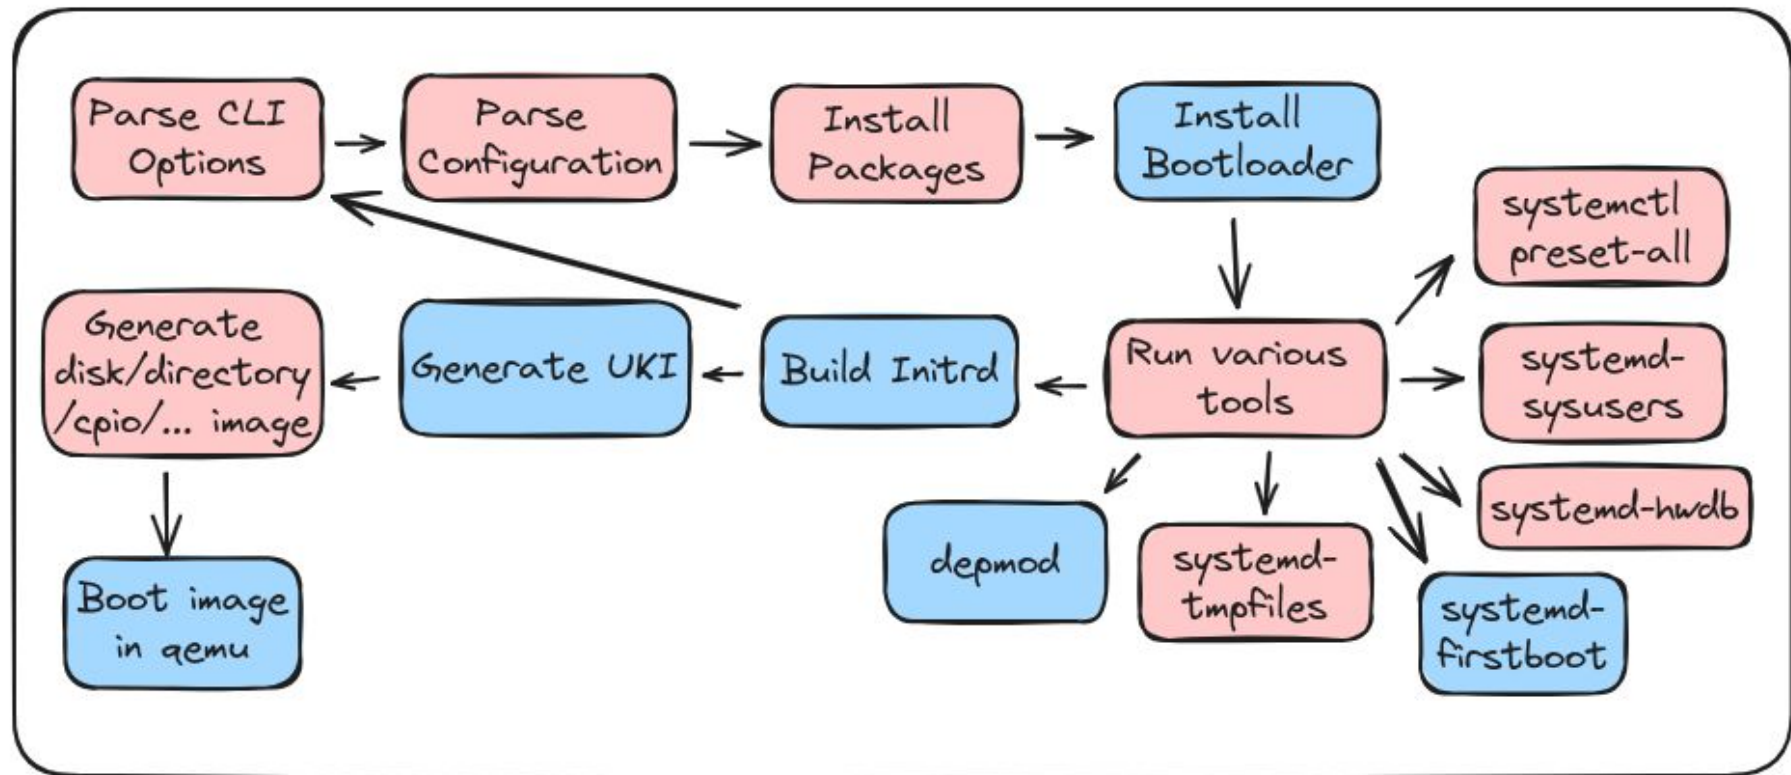 Parse CLI
Options
Parse
Configuration
Install
Packages
Install
Bootloader
systemctl
preset-all
Generate
disk/directory
/cpio/... image
Generate UKI
Build Initrd
Run various
tools
systemd-
sysusers
systemd-hwdb
depmod
systemd-
tmpfiles
systemd-
firstboot
Boot image
in qemu